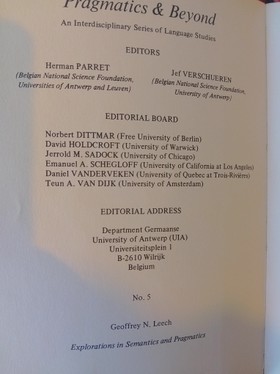 Pragmatics & Beyond
An Interdisciplinary Series of Language Studies
EDITORS
Herman PARRET
(Belgian National Science Foundation,
Universities of Antwerp and Leuven)
Jef VERSCHUEREN
(Belgian National Science Foundation,
University of Antwerp)
EDITORIAL BOARD
Norbert DITTMAR (Free University of Berlin)
David HOLDCROFT (University of Warwick)
Jerrold M. SADOCK (University of Chicago)
Emanuel A. SCHEGLOFF (University of California at Los Angeles)
Daniel VANDERVEKEN (University of Quebec at Trois-Rivières)
Teun A. VAN DIJK (University of Amsterdam)
EDITORIAL ADDRESS
Department Germaanse
University of Antwerp (UIA)
Universiteitsplein 1
B-2610 Wilrijk
Belgium
No. 5
Geoffrey N. Leech
Explorations in Semantics and Pragmatics